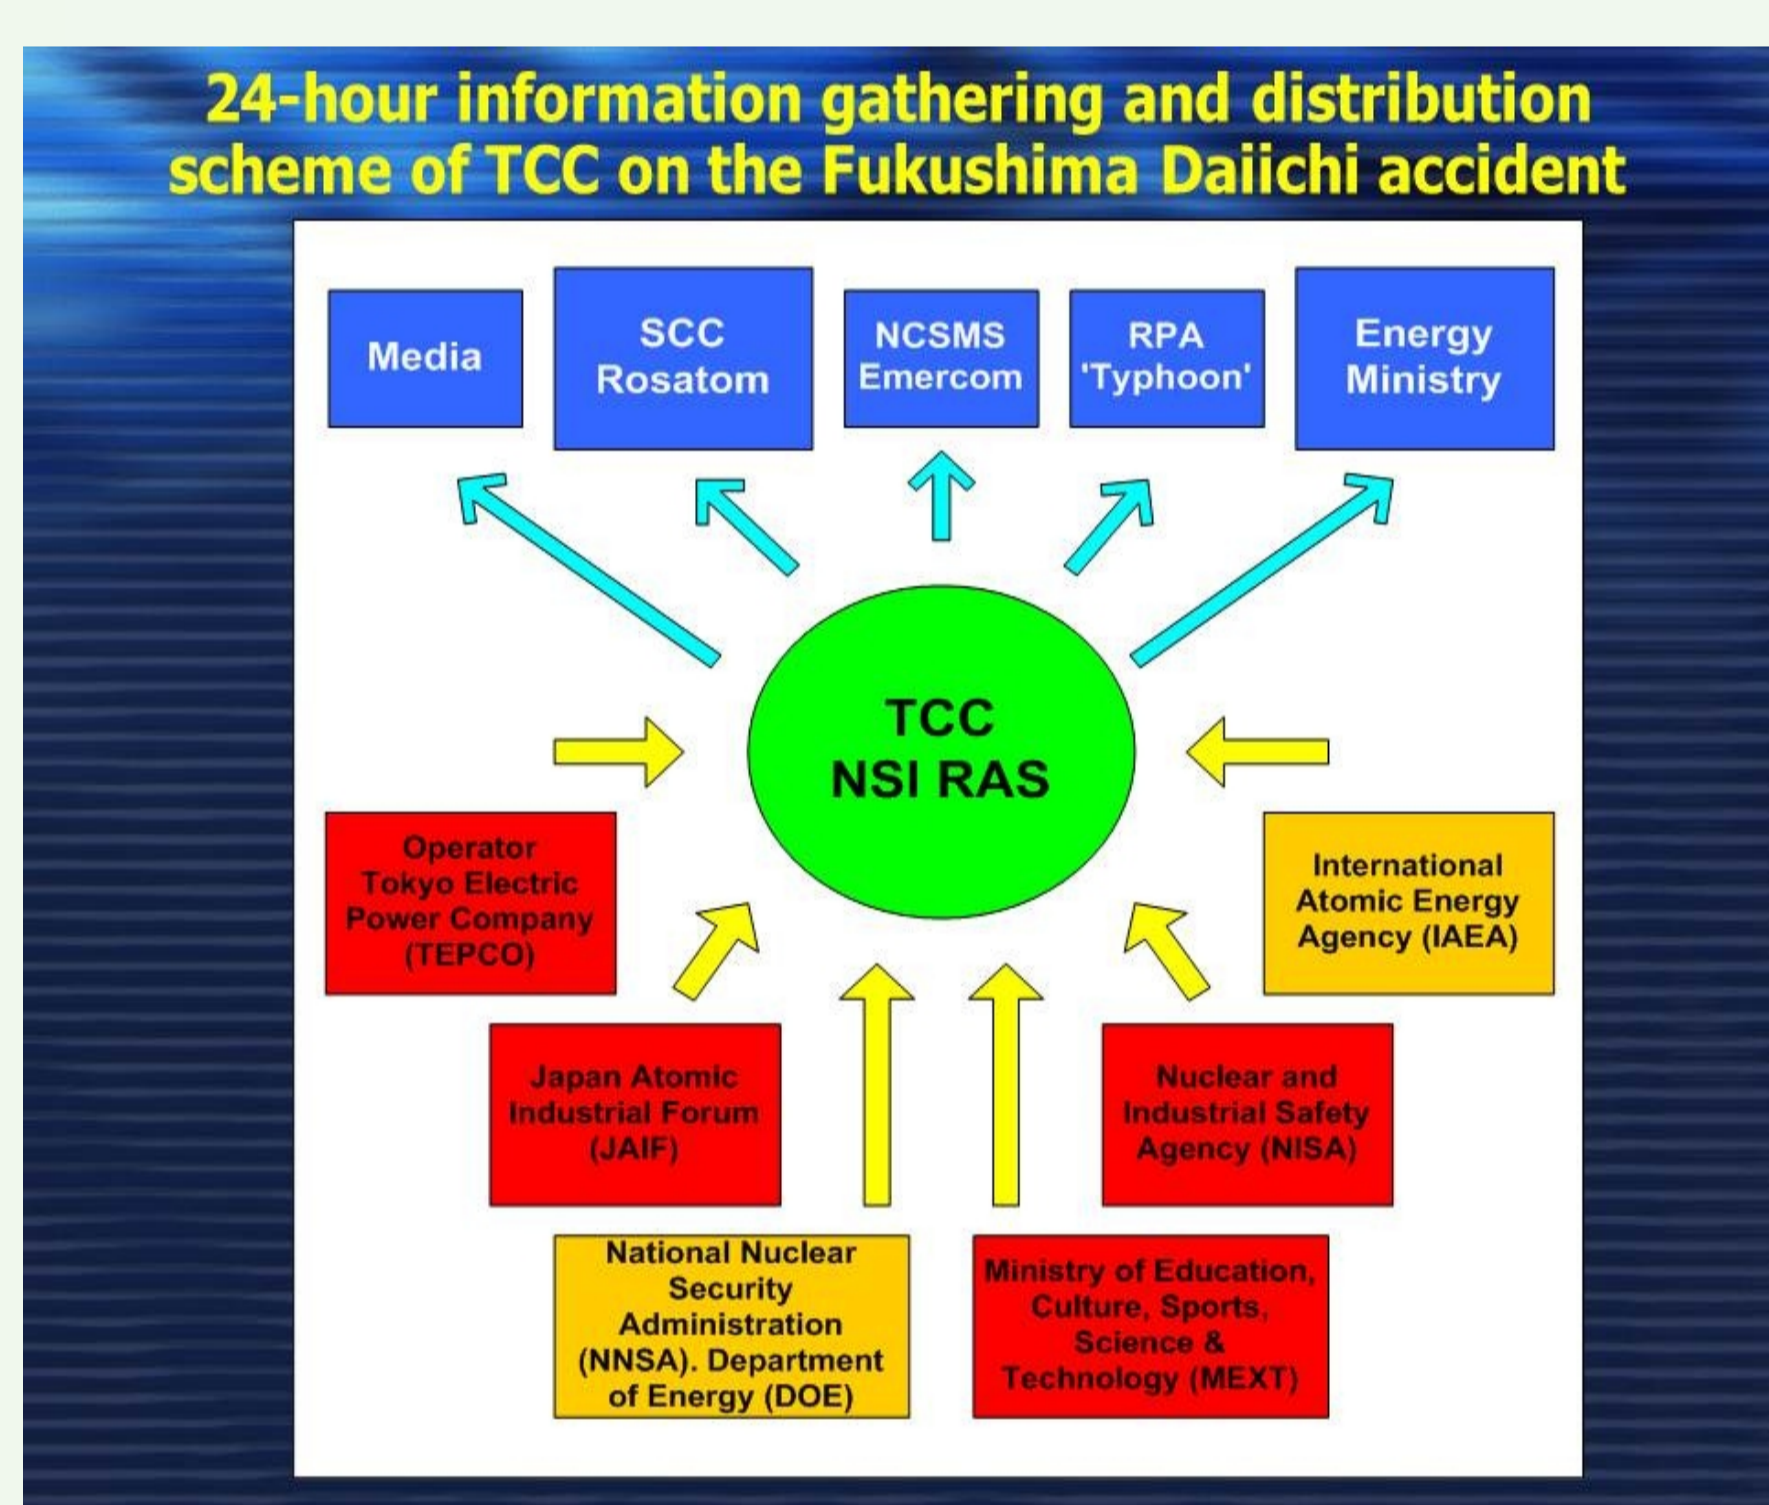 24-hour information gathering and distribution
scheme of TCC on the Fukushima Daiichi accident
Media
SCC
Rosatom
NCSMS
Emercom
RPA
'Typhoon'
Energy
Ministry
TCC
NSI RAS
Operator
Tokyo Electric
Power Company
(TEPCO)
International
Atomic Energy
Agency (IAEA)
Japan Atomic
Industrial Forum
(JAIF)
Nuclear and
Industrial Safety
Agency (NISA)
National Nuclear
Security
Administration
(NNSA). Department
of Energy (DOE)
Ministry of Education,
Culture, Sports,
Science &
Technology (MEXT)